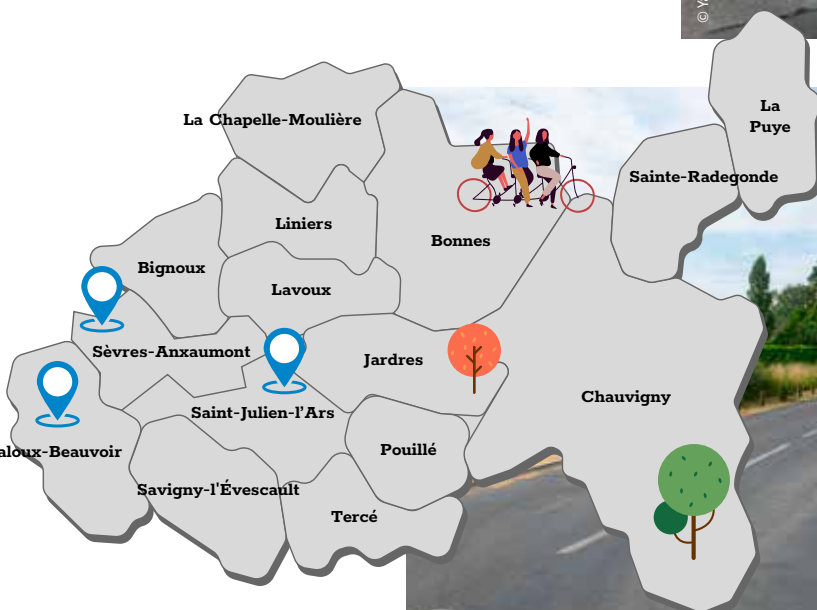 © Y
La
Puye
La Chapelle-Moulière
Sainte-Radegonde
Liniers
Bonnes
Bignoux
Lavoux
Sèvres-Anxaumont
Jardres
Chauvigny
Saint-Julien-l'Ars
aloux-Beauvoir
Pouillé
Savigny-l'Évescault
Tercé